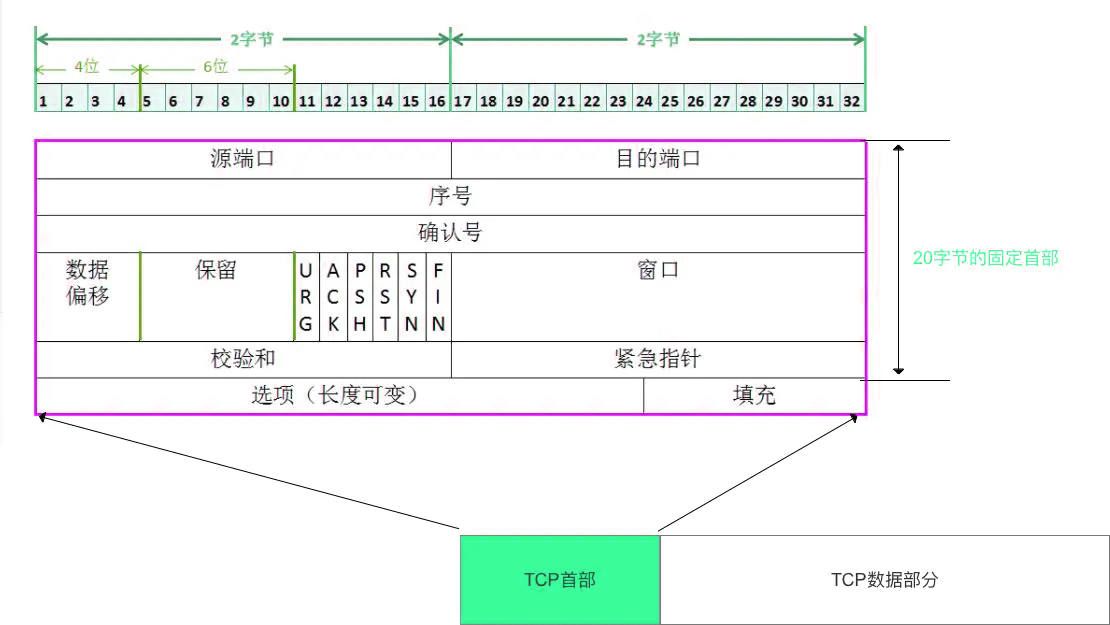 2字节 2字节
4位 6位
1 2 3 4 5 6 7 8 9 10 11 12 13 14 15 16 17 18 19 20 21 22 23 24 25 26 27 28 29 30 31 32
源端口 目的端口
序号
确认号
数据偏移 保留 URG ACK PSH RST SYN FIN 窗口
20字节的固定首部
校验和 紧急指针
选项（长度可变） 填充
TCP首部 TCP数据部分